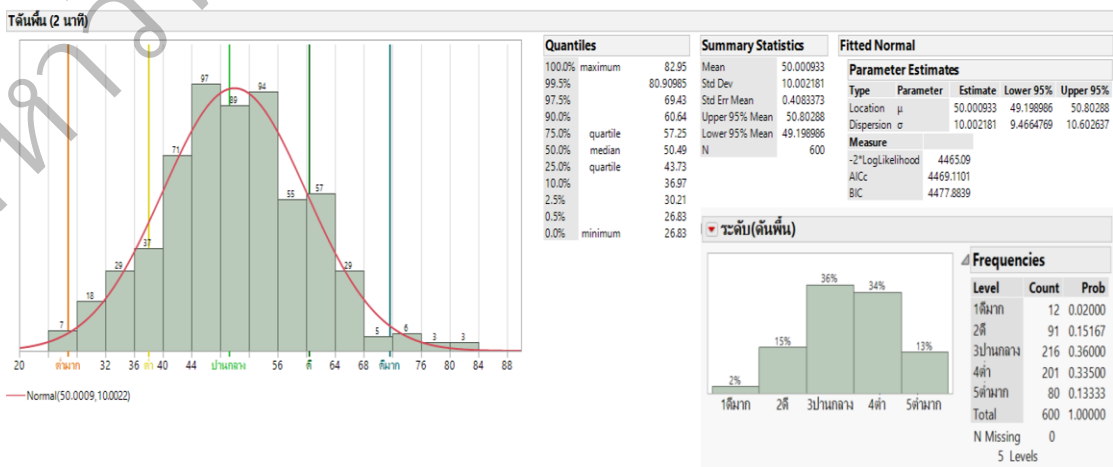 Tดันพื้น (2 นาที)
7 18 29 37 71 97 89 94 55 57 29 5 6 3 3
20 ต่ำมาก 32 36 ต่ำ 40 44 ปานกลาง 56 ดี 64 68 ดีมาก 76 80 84 88
Normal(50.0009,10.0022)
Quantiles
100.0% maximum 82.95
99.5% 80.90985
97.5% 69.43
90.0% 60.64
75.0% quartile 57.25
50.0% median 50.49
25.0% quartile 43.73
10.0% 36.97
2.5% 30.21
0.5% 26.83
0.0% minimum 26.83
Summary Statistics
Mean 50.000933
Std Dev 10.002181
Std Err Mean 0.4083373
Upper 95% Mean 50.80288
Lower 95% Mean 49.198986
N 600
Fitted Normal
Parameter Estimates
Type Parameter Estimate Lower 95% Upper 95%
Location μ 50.000933 49.198986 50.80288
Dispersion σ 10.002181 9.4664769 10.602637
Measure
-2*LogLikelihood 4465.09
AICc 4469.1101
BIC 4477.8839
ระดับ(ดันพื้น)
2% 15% 36% 34% 13%
1ดีมาก 2ดี 3ปานกลาง 4ต่ำ 5ต่ำมาก
Frequencies
Level Count Prob
1ดีมาก 12 0.02000
2ดี 91 0.15167
3ปานกลาง 216 0.36000
4ต่ำ 201 0.33500
5ต่ำมาก 80 0.13333
Total 600 1.00000
N Missing 0
5 Levels